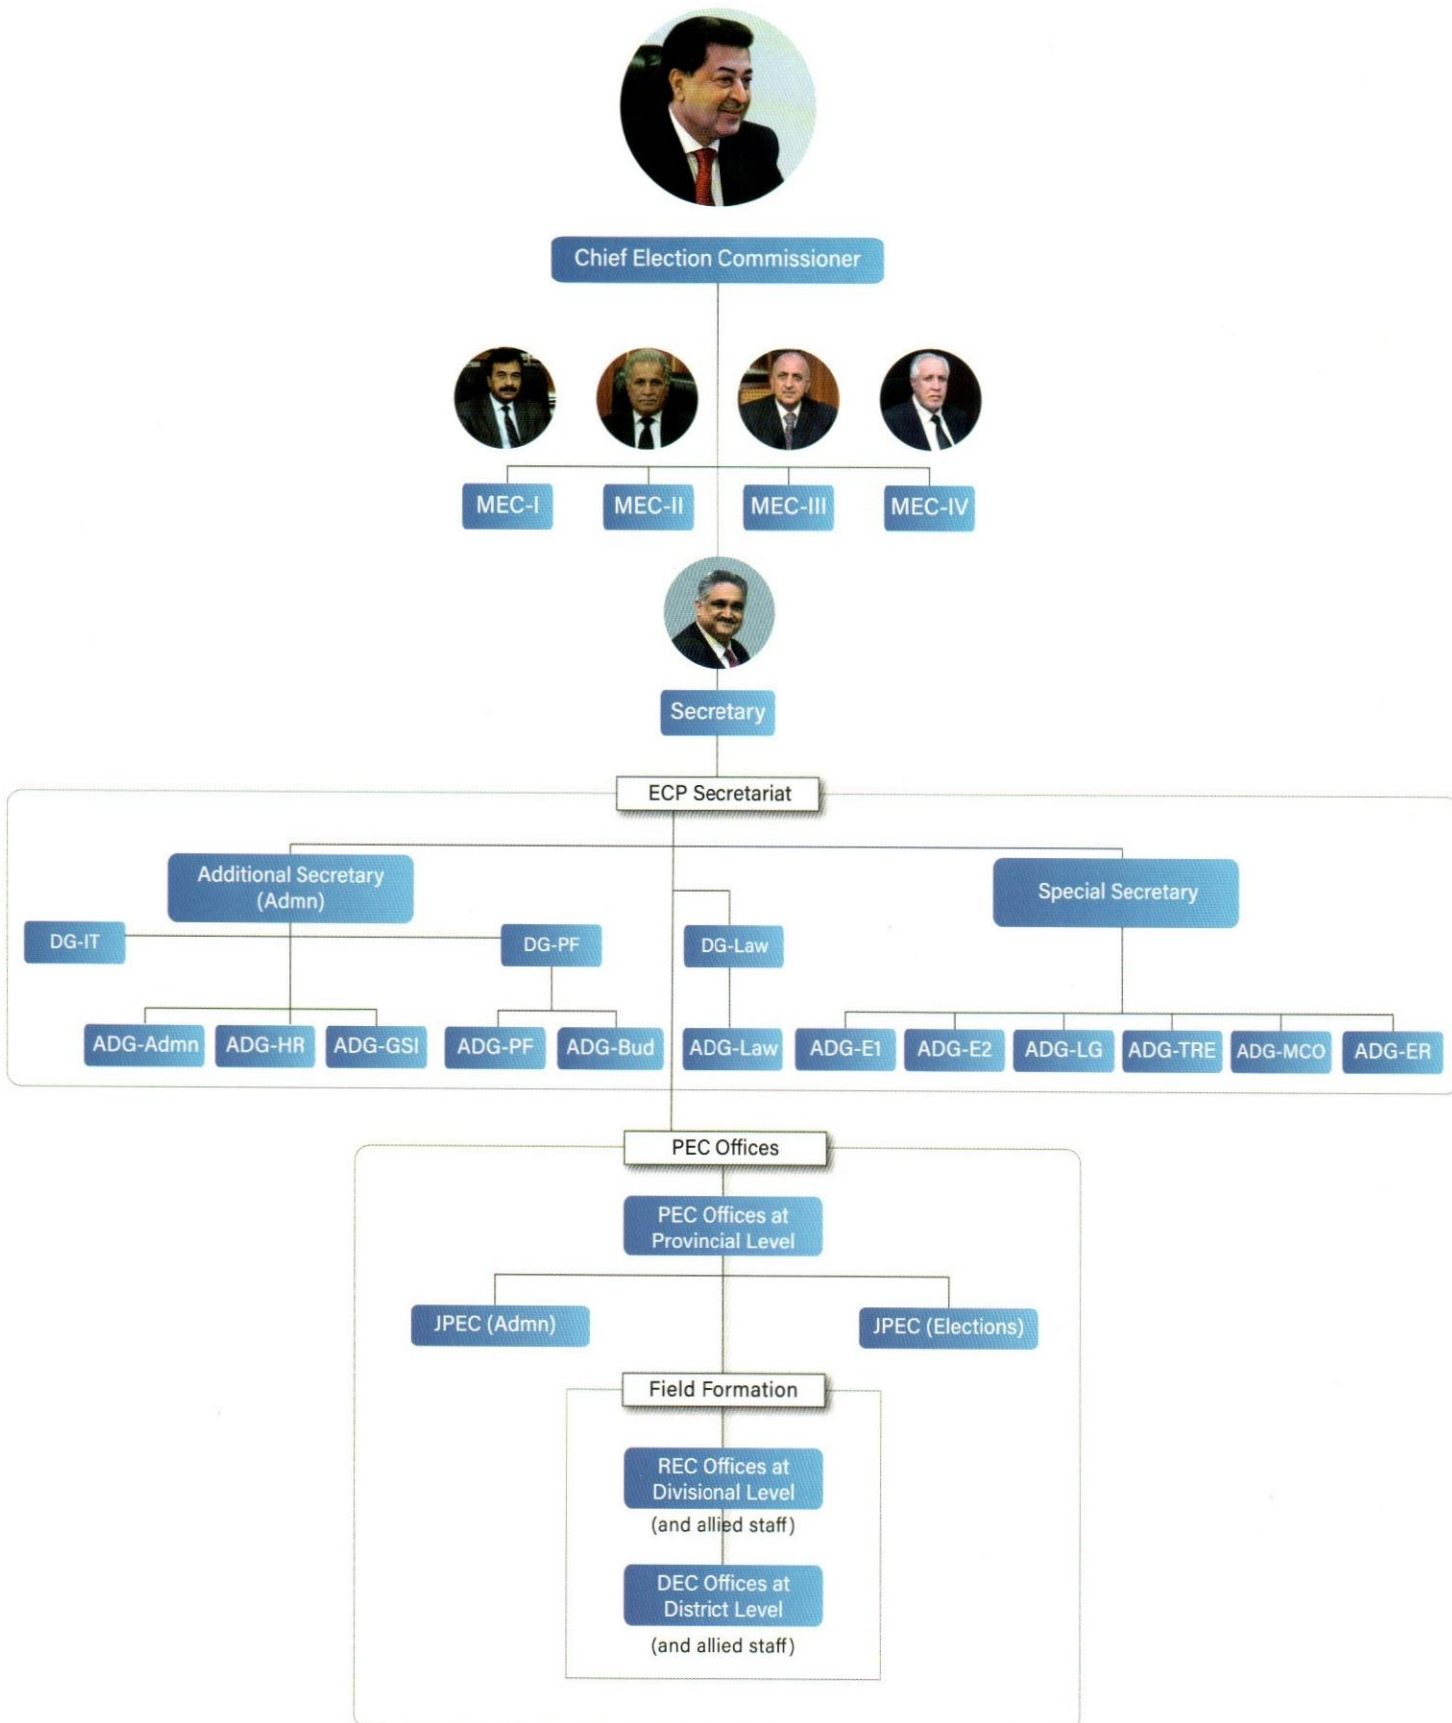 Chief Election Commissioner
MEC-I
MEC-II
MEC-III
MEC-IV
Secretary
ECP Secretariat
Additional Secretary
(Admn)
Special Secretary
DG-IT
DG-PF
DG-Law
ADG-Admn
ADG-HR
ADG-GSI
ADG-PF
ADG-Bud
ADG-Law
ADG-E1
ADG-E2
ADG-LG
ADG-TRE
ADG-MCO
ADG-ER
PEC Offices
PEC Offices at
Provincial Level
JPEC (Admn)
JPEC (Elections)
Field Formation
REC Offices at
Divisional Level
(and allied staff)
DEC Offices at
District Level
(and allied staff)